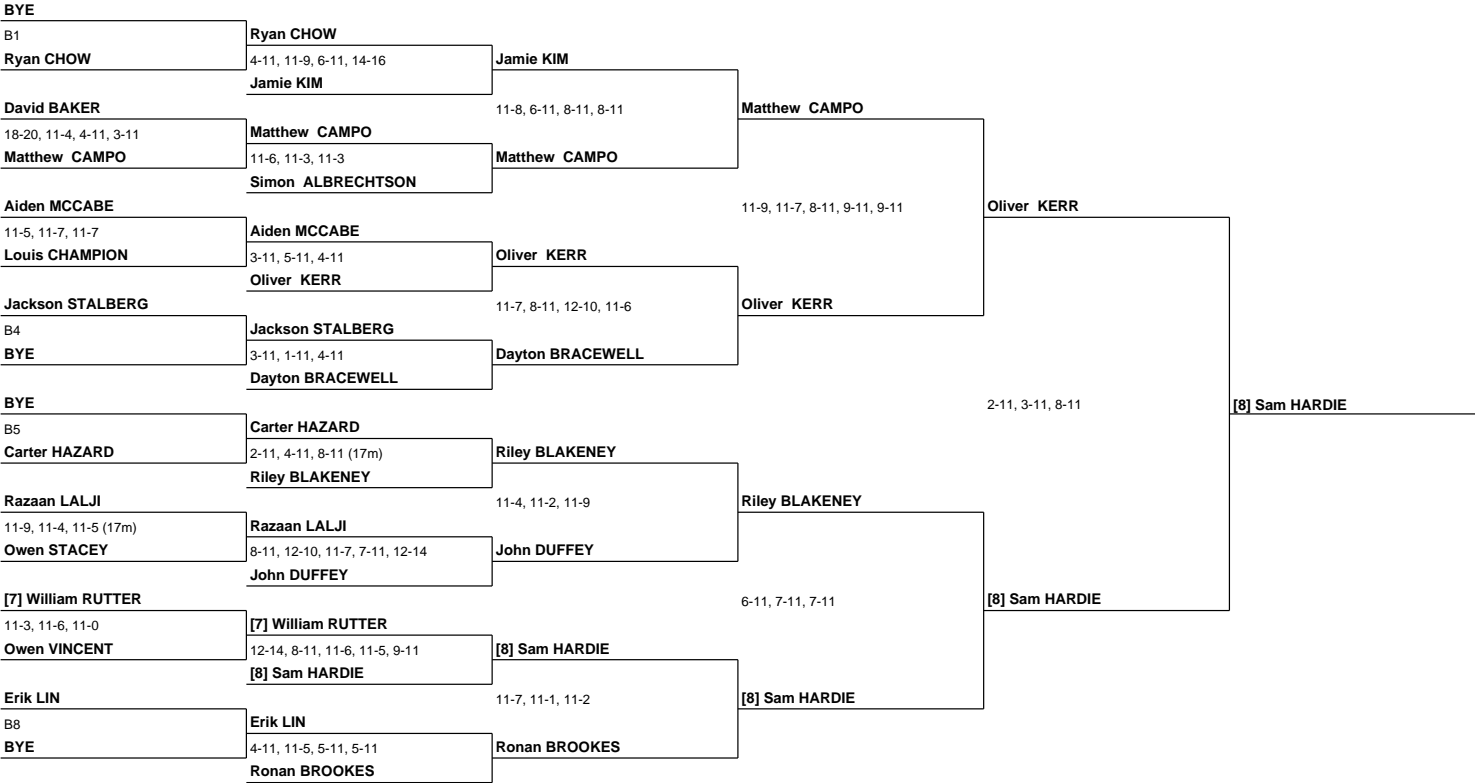 BYE
B1
Ryan CHOW
David BAKER
18-20, 11-4, 4-11, 3-11
Matthew  CAMPO
Aiden MCCABE
11-5, 11-7, 11-7
Louis CHAMPION
Jackson STALBERG
B4
BYE
BYE
B5
Carter HAZARD
Razaan LALJI
11-9, 11-4, 11-5 (17m)
Owen STACEY
[7] William RUTTER
11-3, 11-6, 11-0
Owen VINCENT
Erik LIN
B8
BYE
Ryan CHOW
4-11, 11-9, 6-11, 14-16
Jamie KIM
Matthew  CAMPO
11-6, 11-3, 11-3
Simon  ALBRECHTSON
Aiden MCCABE
3-11, 5-11, 4-11
Oliver  KERR
Jackson STALBERG
3-11, 1-11, 4-11
Dayton BRACEWELL
Carter HAZARD
2-11, 4-11, 8-11 (17m)
Riley BLAKENEY
Razaan LALJI
8-11, 12-10, 11-7, 7-11, 12-14
John DUFFEY
[7] William RUTTER
12-14, 8-11, 11-6, 11-5, 9-11
[8] Sam HARDIE
Erik LIN
4-11, 11-5, 5-11, 5-11
Ronan BROOKES
Jamie KIM
11-8, 6-11, 8-11, 8-11
Matthew  CAMPO
Oliver  KERR
11-7, 8-11, 12-10, 11-6
Dayton BRACEWELL
Riley BLAKENEY
11-4, 11-2, 11-9
John DUFFEY
[8] Sam HARDIE
11-7, 11-1, 11-2
Ronan BROOKES
Matthew  CAMPO
11-9, 11-7, 8-11, 9-11, 9-11
Oliver  KERR
Riley BLAKENEY
6-11, 7-11, 7-11
[8] Sam HARDIE
Oliver  KERR
2-11, 3-11, 8-11
[8] Sam HARDIE
[8] Sam HARDIE